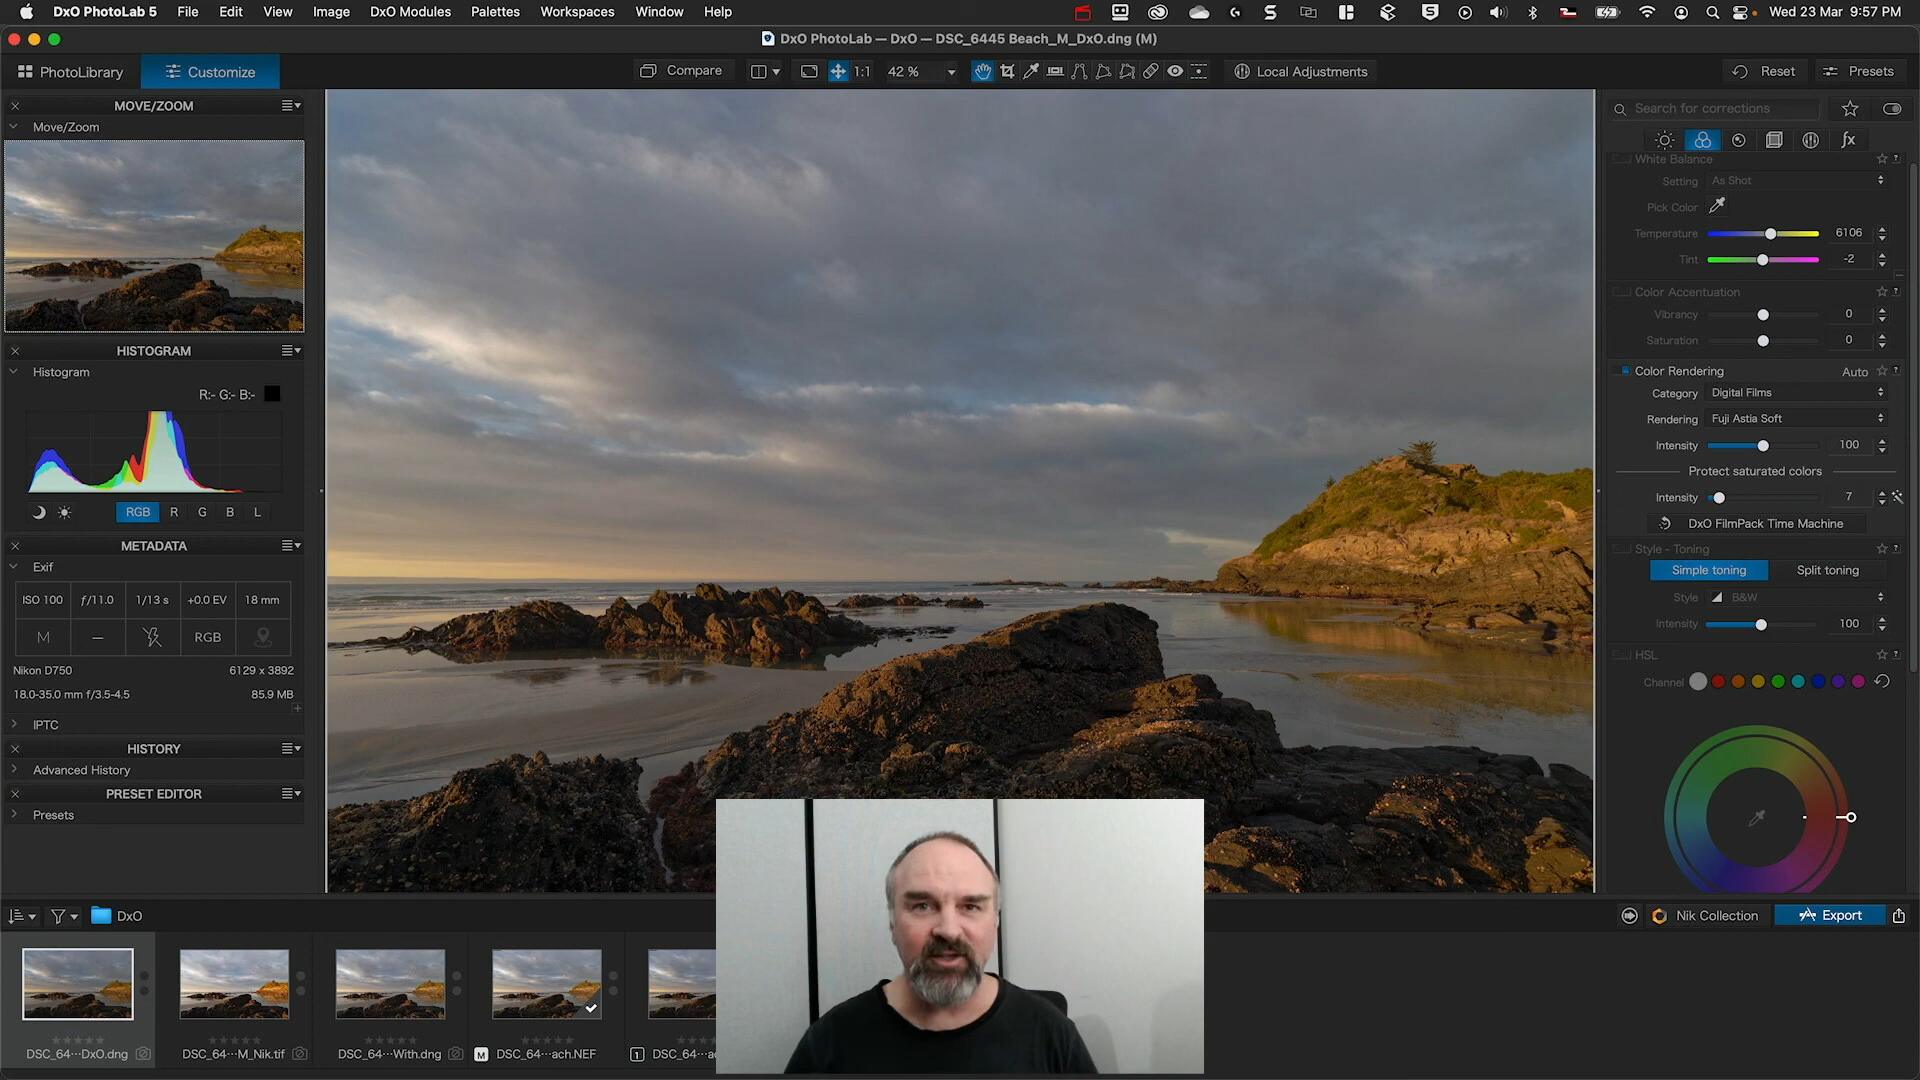 DxO PhotoLab 5 File Edit View Image DxO Modules Palettes Workspaces Window Help Wed 23 Mar 9:57 PM
DxO PhotoLab — DxO — DSC_6445 Beach_M_DxO.dng (M)
PhotoLibrary Customize Compare 1:1 42 % Local Adjustments Reset Presets
MOVE/ZOOM
Move/Zoom
HISTOGRAM
Histogram
R:- G:- B:-
RGB R G B L
METADATA
Exif
ISO 100 ƒ/11.0 1/13 s +0.0 EV 18 mm
M — RGB
Nikon D750 6129 x 3892
18.0-35.0 mm f/3.5-4.5 85.9 MB
IPTC
HISTORY
Advanced History
PRESET EDITOR
Presets
Search for corrections
fx
White Balance
Setting As Shot
Pick Color
Temperature 6106
Tint -2
Color Accentuation
Vibrancy 0
Saturation 0
Color Rendering Auto
Category Digital Films
Rendering Fuji Astia Soft
Intensity 100
Protect saturated colors
Intensity 7
DxO FilmPack Time Machine
Style - Toning
Simple toning Split toning
Style B&W
Intensity 100
HSL
Channel
DxO Nik Collection Export
DSC_64···DxO.dng DSC_64···M_Nik.tif DSC_64···With.dng M DSC_64···ach.NEF 1 DSC_64···a